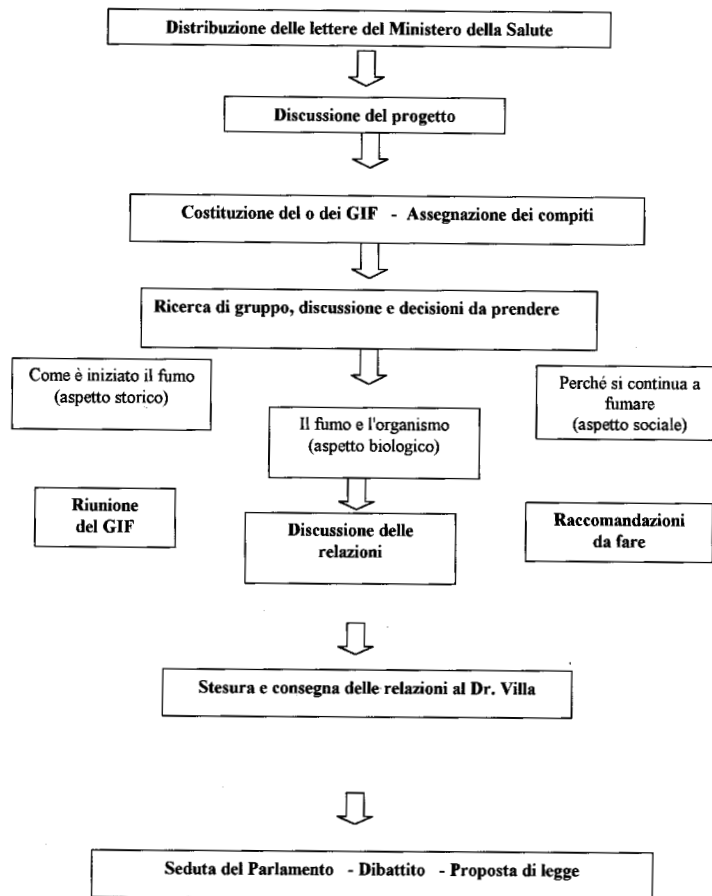 Distribuzione delle lettere del Ministero della Salute
Discussione del progetto
Costituzione del o dei GIF - Assegnazione dei compiti
Ricerca di gruppo, discussione e decisioni da prendere
Come è iniziato il fumo
(aspetto storico)
Perché si continua a
fumare
(aspetto sociale)
Il fumo e l'organismo
(aspetto biologico)
Riunione
del GIF
Discussione delle
relazioni
Raccomandazioni
da fare
Stesura e consegna delle relazioni al Dr. Villa
Seduta del Parlamento - Dibattito - Proposta di legge